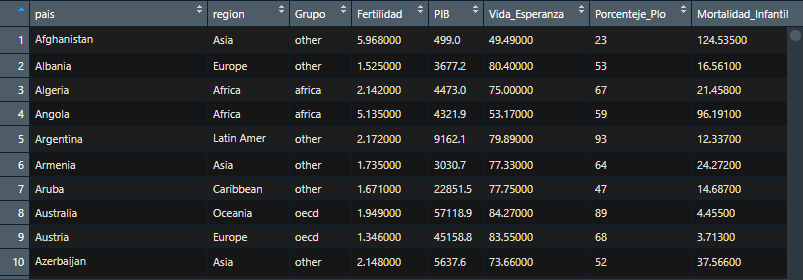 pais region Grupo Fertilidad PIB Vida_Esperanza Porcenteje_Plo Mortalidad_Infantil
1 Afghanistan Asia other 5.968000 499.0 49.49000 23 124.53500
2 Albania Europe other 1.525000 3677.2 80.40000 53 16.56100
3 Algeria Africa africa 2.142000 4473.0 75.00000 67 21.45800
4 Angola Africa africa 5.135000 4321.9 53.17000 59 96.19100
5 Argentina Latin Amer other 2.172000 9162.1 79.89000 93 12.33700
6 Armenia Asia other 1.735000 3030.7 77.33000 64 24.27200
7 Aruba Caribbean other 1.671000 22851.5 77.75000 47 14.68700
8 Australia Oceania oecd 1.949000 57118.9 84.27000 89 4.45500
9 Austria Europe oecd 1.346000 45158.8 83.55000 68 3.71300
10 Azerbaijan Asia other 2.148000 5637.6 73.66000 52 37.56600